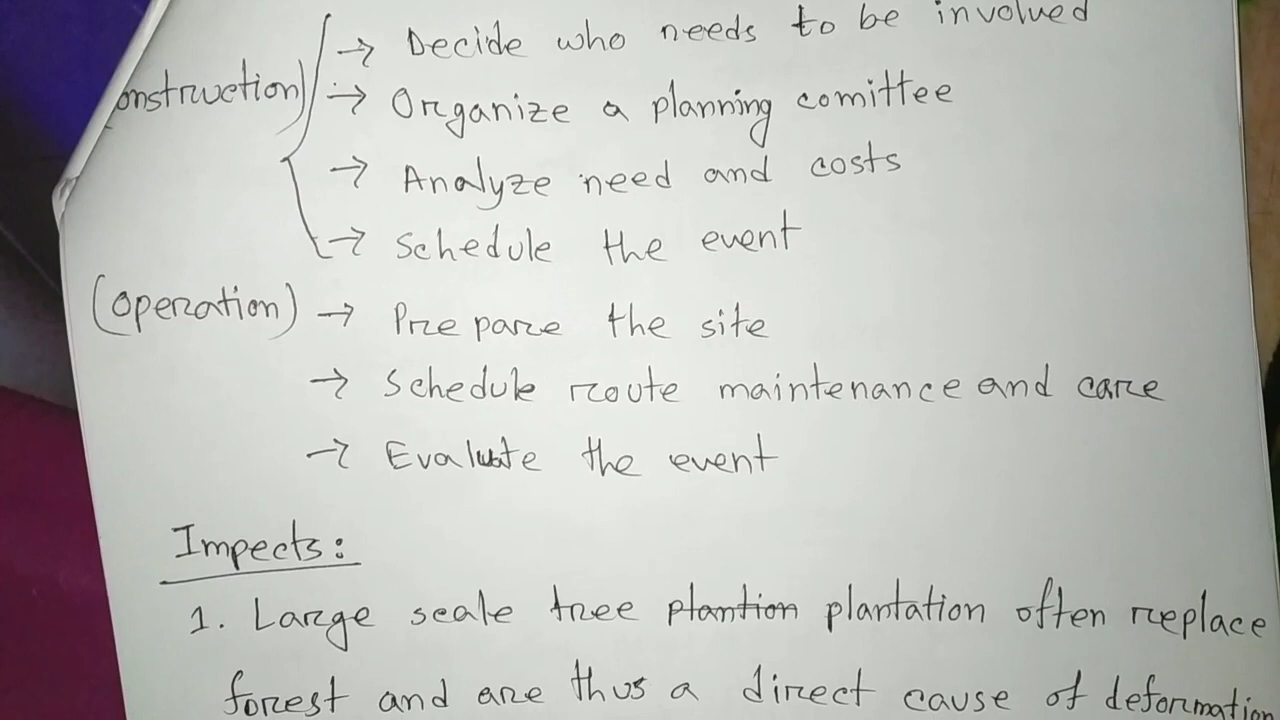 → Decide who needs to be involved
onstruction) → Organize a planning comittee
→ Analyze need and costs
→ Schedule the event
(Operation) → Prepare the site
→ Schedule route maintenance and care
→ Evaluate the event
Impects:
1. Large scale tree plantion plantation often replace
forest and are thus a direct cause of deformation